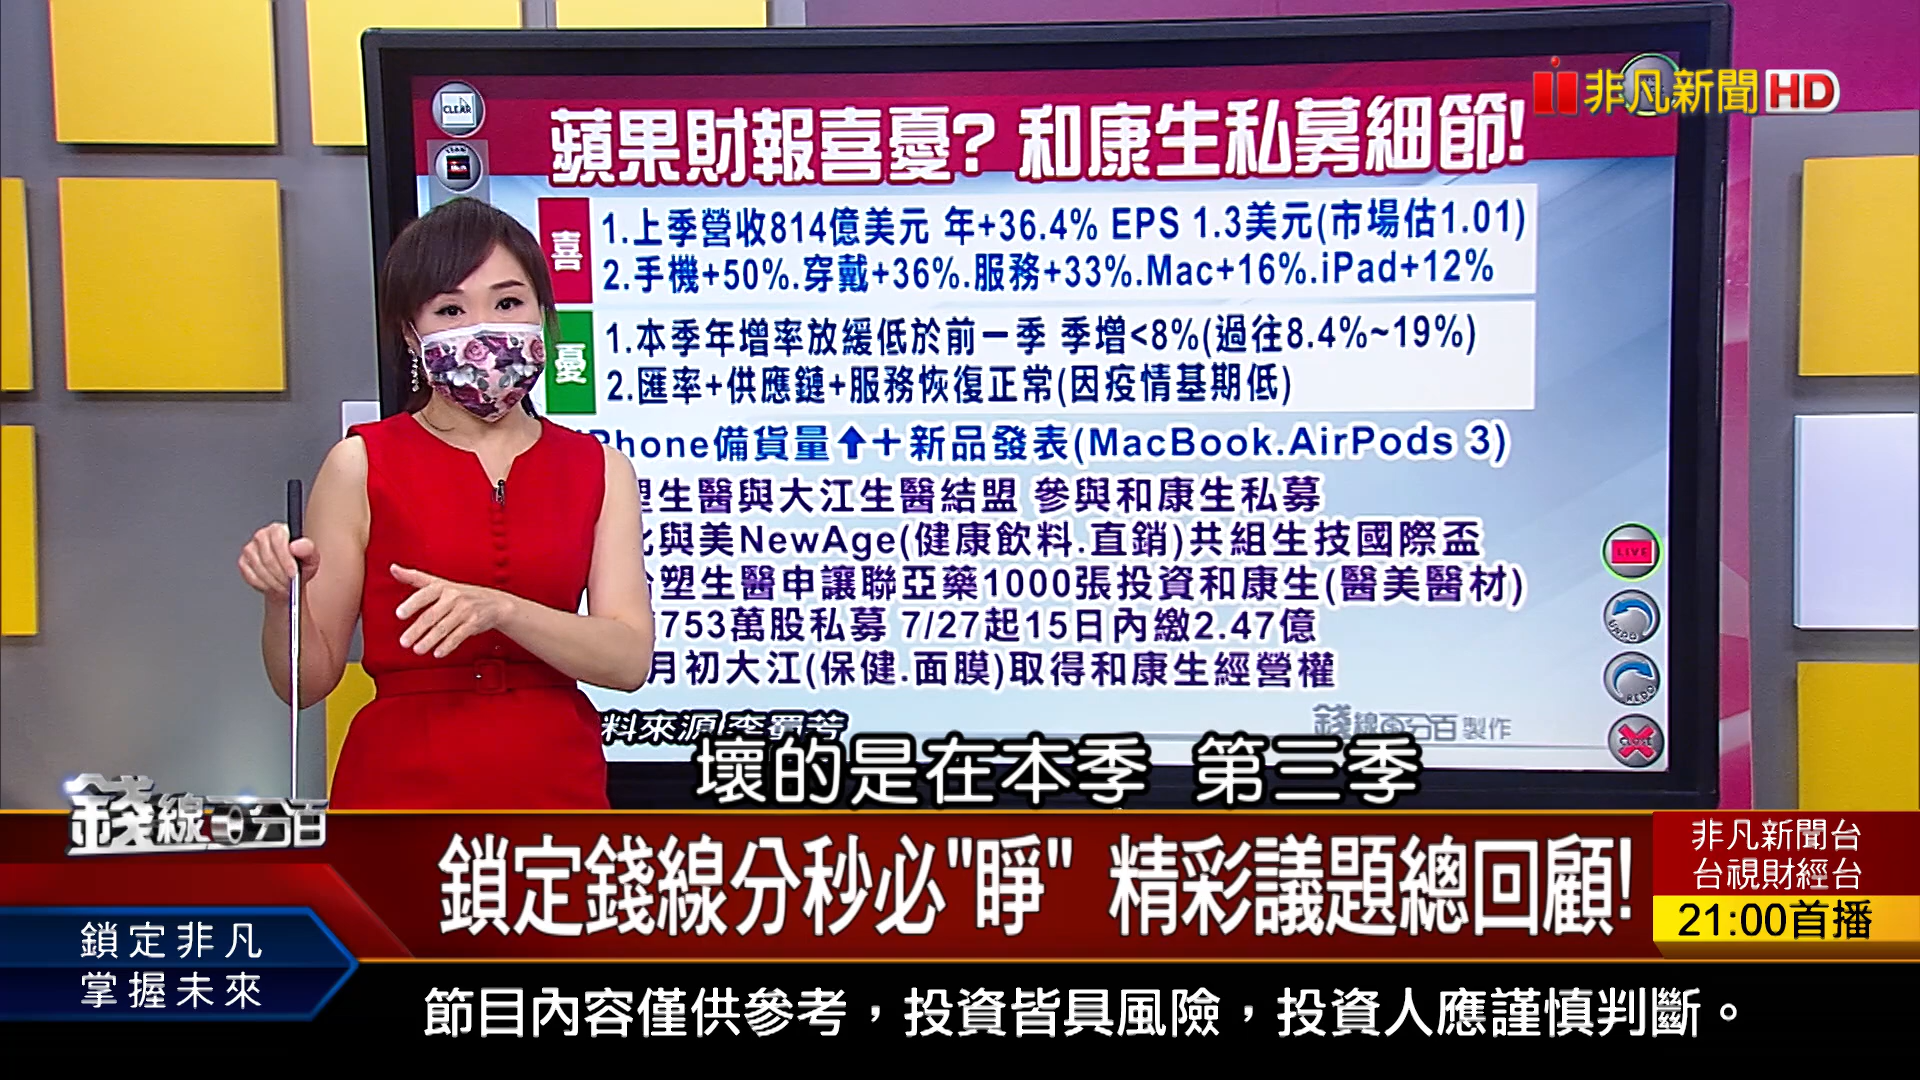 CLEAR
非凡新聞HD
蘋果財報喜憂? 和康生私募細節!
喜
1.上季營收814億美元 年+36.4% EPS 1.3美元(市場估1.01)
2.手機+50%.穿戴+36%.服務+33%.Mac+16%.iPad+12%
憂
1.本季年增率放緩低於前一季 季增<8%(過往8.4%~19%)
2.匯率+供應鏈+服務恢復正常(因疫情基期低)
Phone備貨量↑+新品發表(MacBook.AirPods 3)
塑生醫與大江生醫結盟 參與和康生私募
與美NewAge(健康飲料.直銷)共組生技國際盃
塑生醫申讓聯亞藥1000張投資和康生(醫美醫材)
753萬股私募 7/27起15日內繳2.47億
月初大江(保健.面膜)取得和康生經營權
料來源 李蜀芳
錢線百分百 製作
LIVE
UNDO
REDO
CLOSE
壞的是在本季 第三季
錢線百分百
鎖定錢線分秒必"睜" 精彩議題總回顧!
非凡新聞台
台視財經台
21:00首播
鎖定非凡
掌握未來
節目內容僅供參考，投資皆具風險，投資人應謹慎判斷。